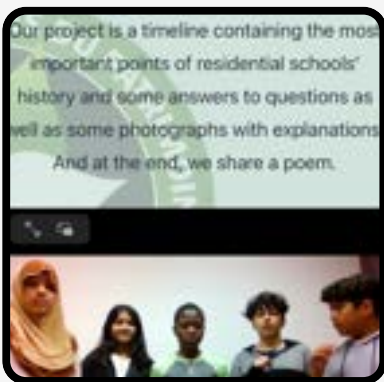 Our project is a timeline containing the most
important points of residential schools'
history and some answers to questions as
well as some photographs with explanations.
And at the end, we share a poem.